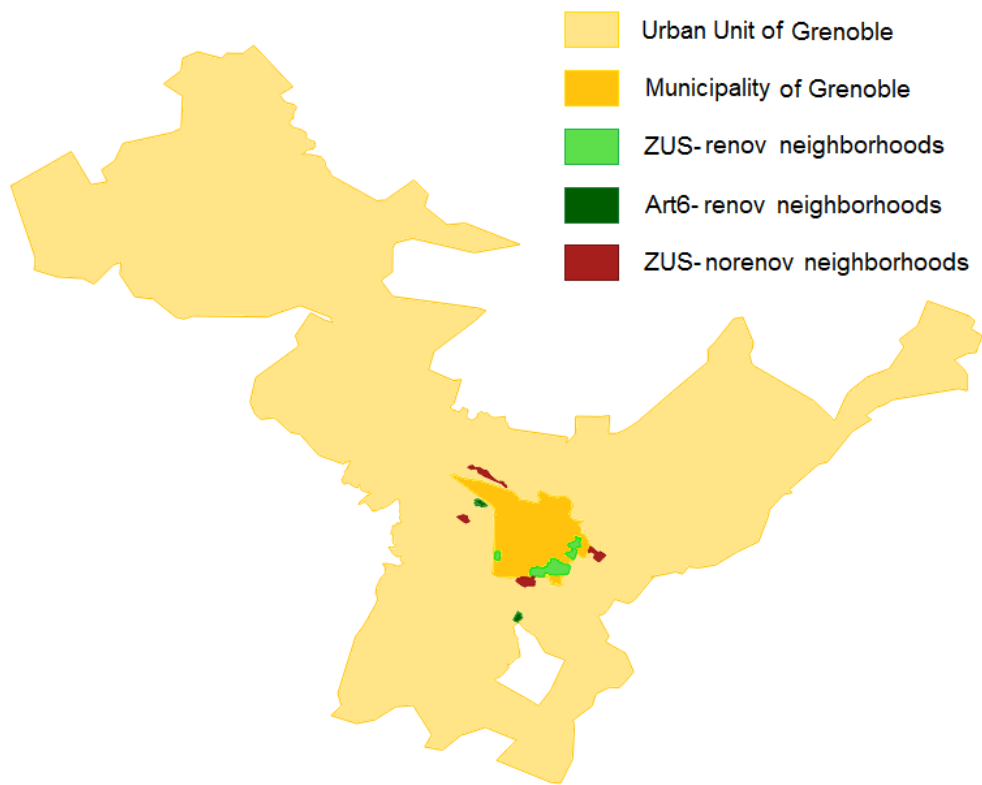 Urban Unit of Grenoble
Municipality of Grenoble
ZUS- renov neighborhoods
Art6- renov neighborhoods
ZUS- norenov neighborhoods